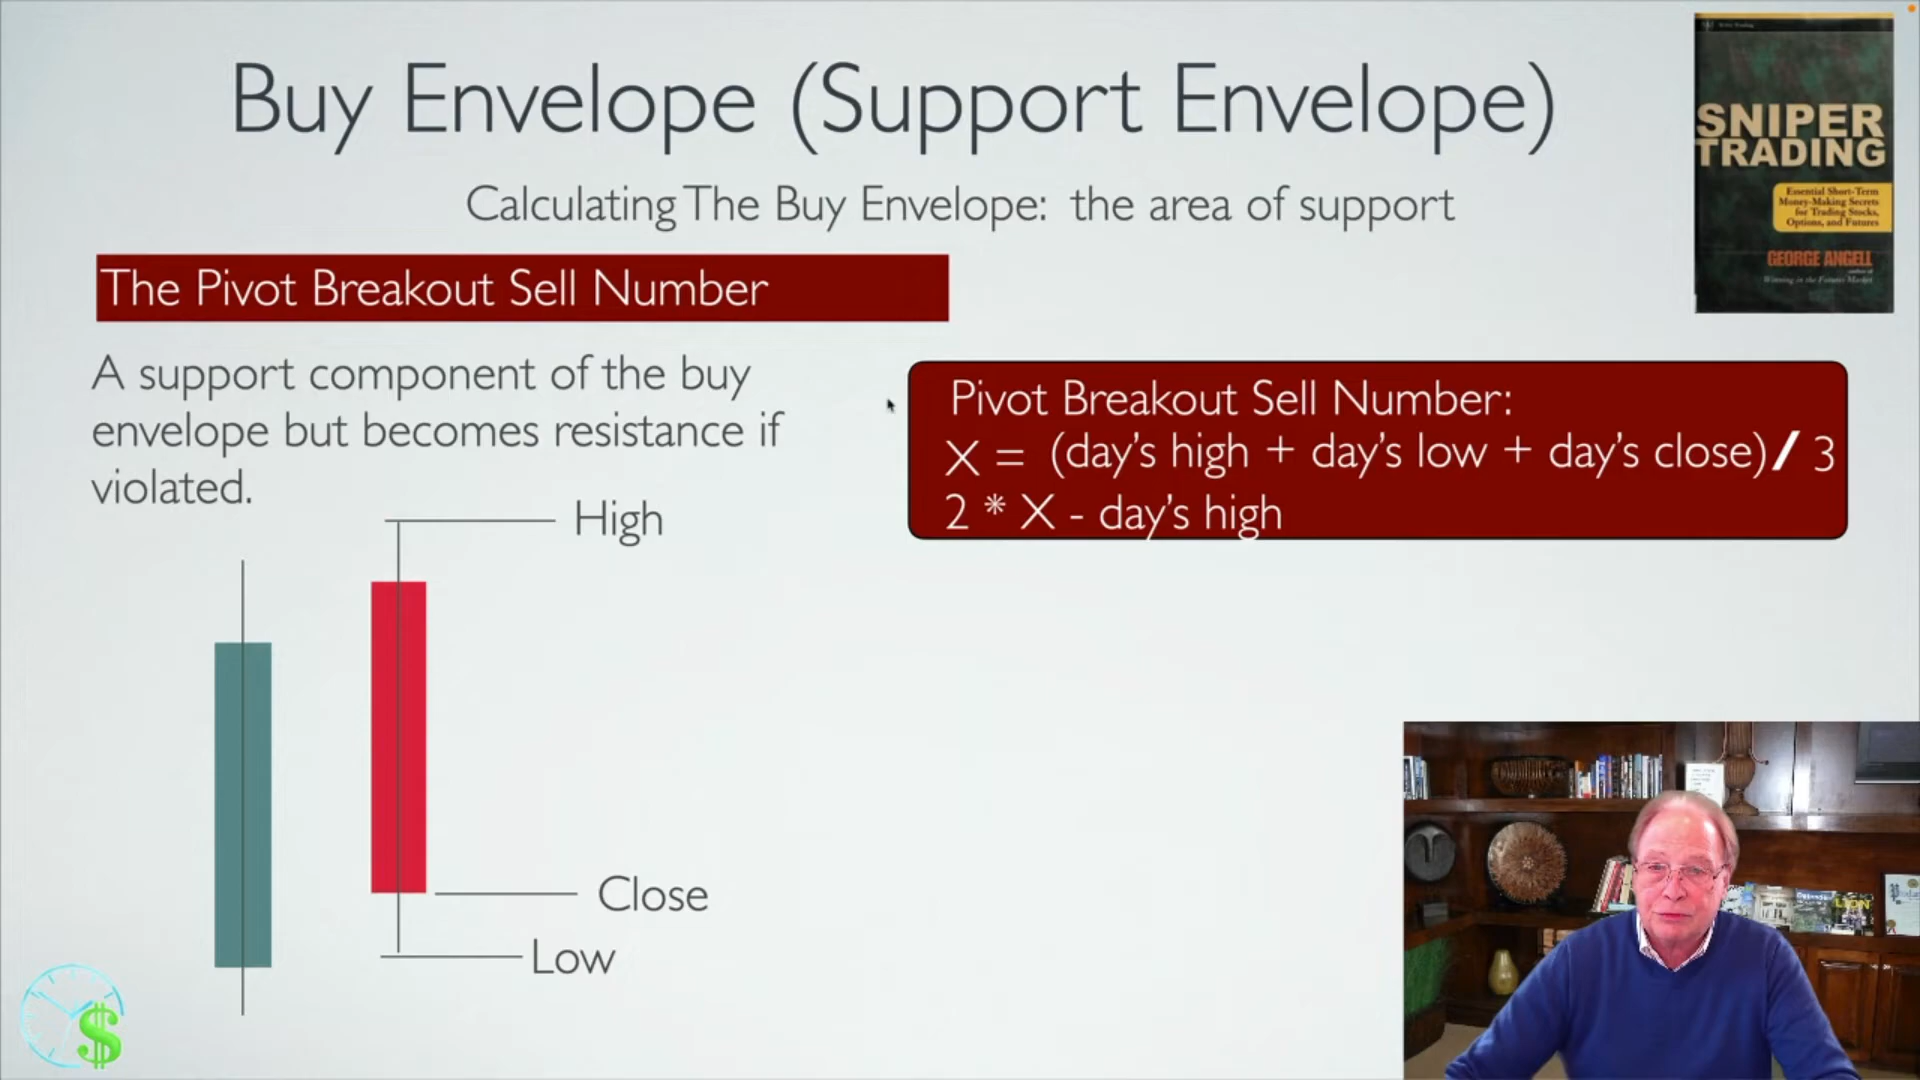 Buy Envelope (Support Envelope)
Calculating The Buy Envelope: the area of support
The Pivot Breakout Sell Number
A support component of the buy
envelope but becomes resistance if
violated.
Pivot Breakout Sell Number:
X = (day's high + day's low + day's close)/ 3
2 * X - day's high
High
Close
Low
SNIPER
TRADING
Essential Short-Term
Money-Making Secrets
for Trading Stocks,
Options, and Futures
GEORGE ANGELL
author of
Winning in the Futures Market
$
LION